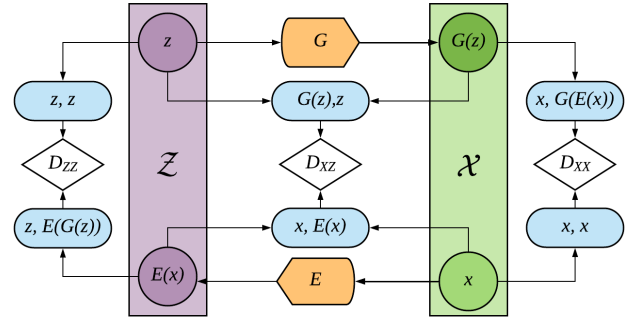 z
G
G(z)
z, z
G(z),z
x, G(E(x))
D_ZZ
𝒵
D_XZ
𝒳
D_XX
z, E(G(z))
x, E(x)
x, x
E(x)
E
x